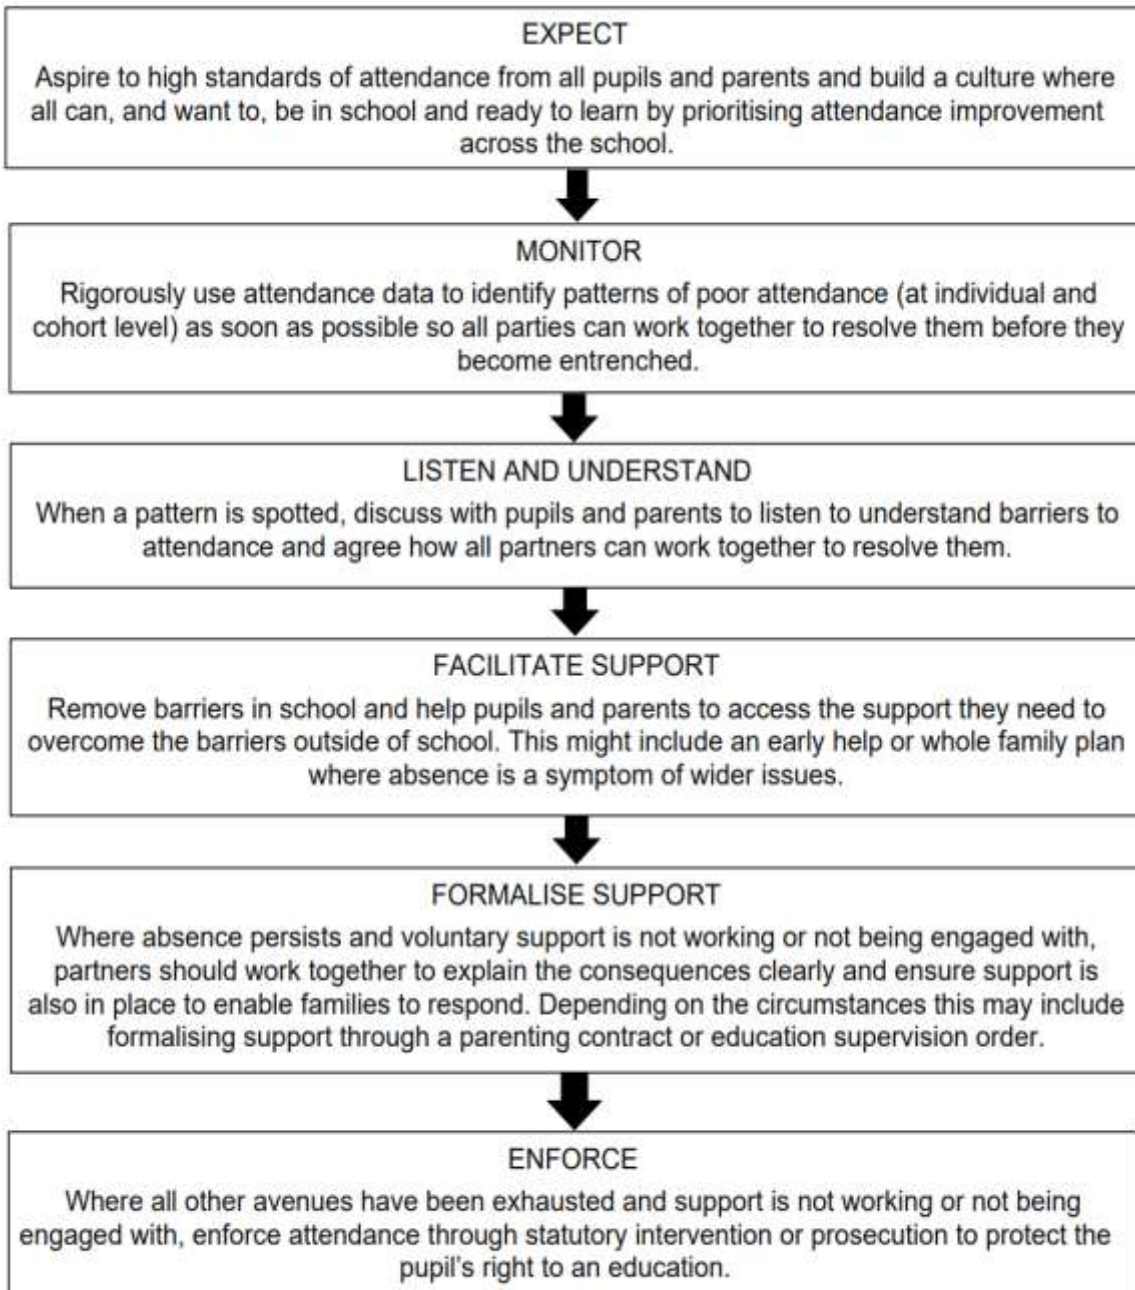 EXPECT
Aspire to high standards of attendance from all pupils and parents and build a culture where
all can, and want to, be in school and ready to learn by prioritising attendance improvement
across the school.
MONITOR
Rigorously use attendance data to identify patterns of poor attendance (at individual and
cohort level) as soon as possible so all parties can work together to resolve them before they
become entrenched.
LISTEN AND UNDERSTAND
When a pattern is spotted, discuss with pupils and parents to listen to understand barriers to
attendance and agree how all partners can work together to resolve them.
FACILITATE SUPPORT
Remove barriers in school and help pupils and parents to access the support they need to
overcome the barriers outside of school. This might include an early help or whole family plan
where absence is a symptom of wider issues.
FORMALISE SUPPORT
Where absence persists and voluntary support is not working or not being engaged with,
partners should work together to explain the consequences clearly and ensure support is
also in place to enable families to respond. Depending on the circumstances this may include
formalising support through a parenting contract or education supervision order.
ENFORCE
Where all other avenues have been exhausted and support is not working or not being
engaged with, enforce attendance through statutory intervention or prosecution to protect the
pupil's right to an education.